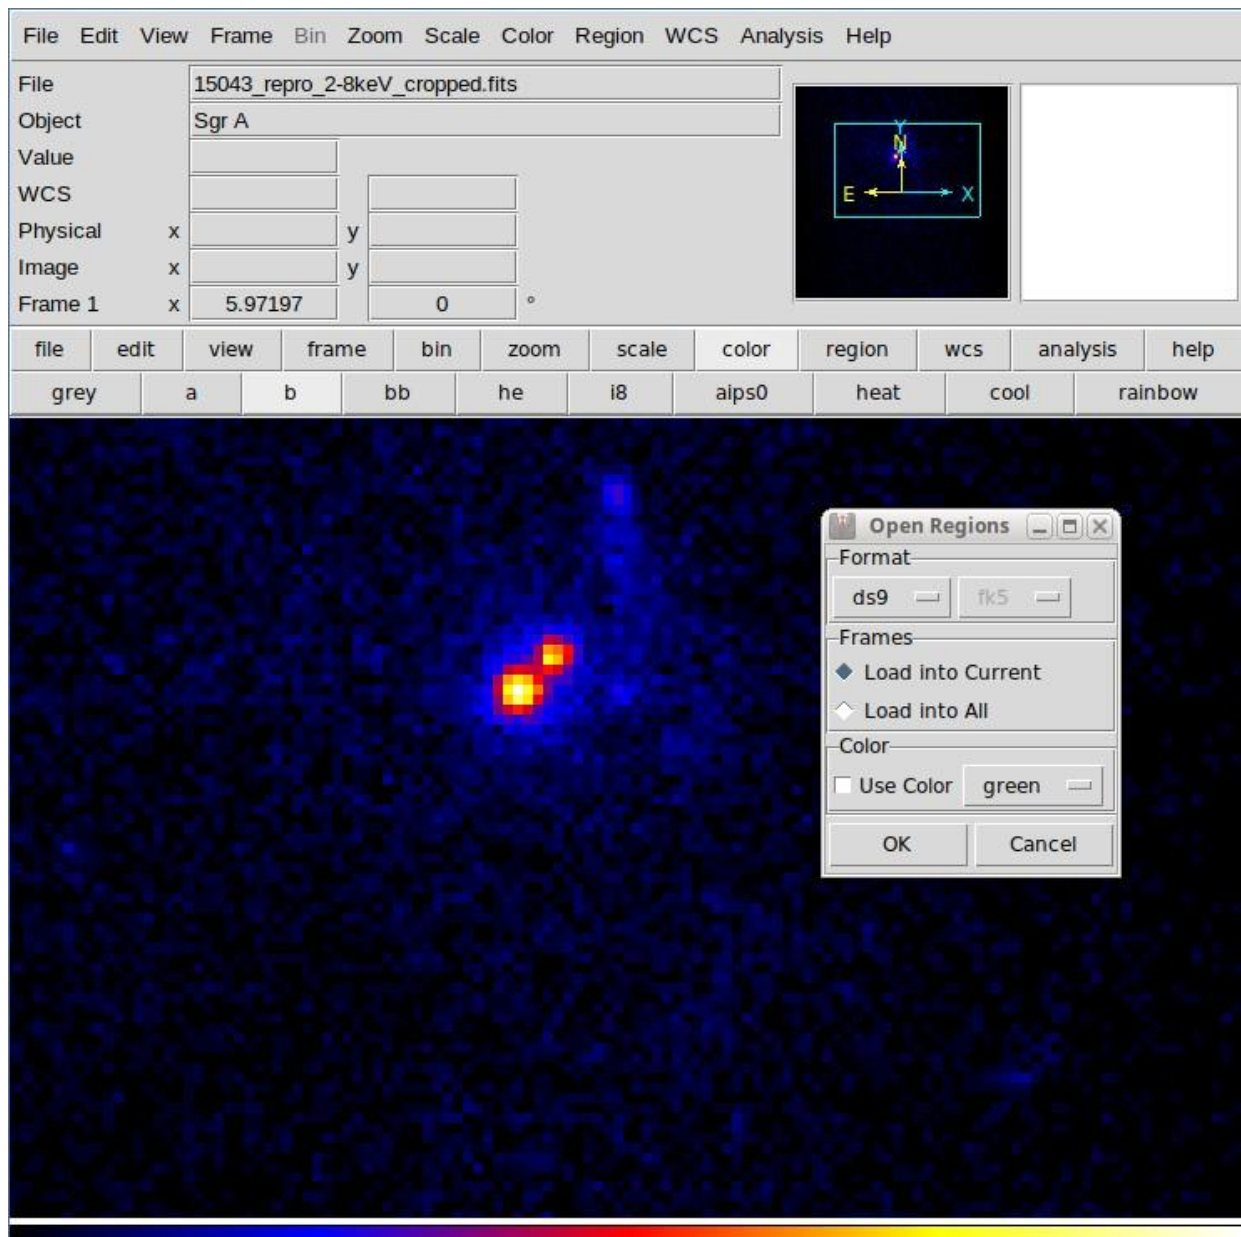 File Edit View Frame Bin Zoom Scale Color Region WCS Analysis Help
File 15043_repro_2-8keV_cropped.fits
Object Sgr A
Value
WCS
Physical x y
Image x y
Frame 1 x 5.97197 0 °
Y
N
E X
file edit view frame bin zoom scale color region wcs analysis help
grey a b bb he i8 aips0 heat cool rainbow
Open Regions
Format
ds9 fk5
Frames
Load into Current
Load into All
Color
Use Color green
OK Cancel